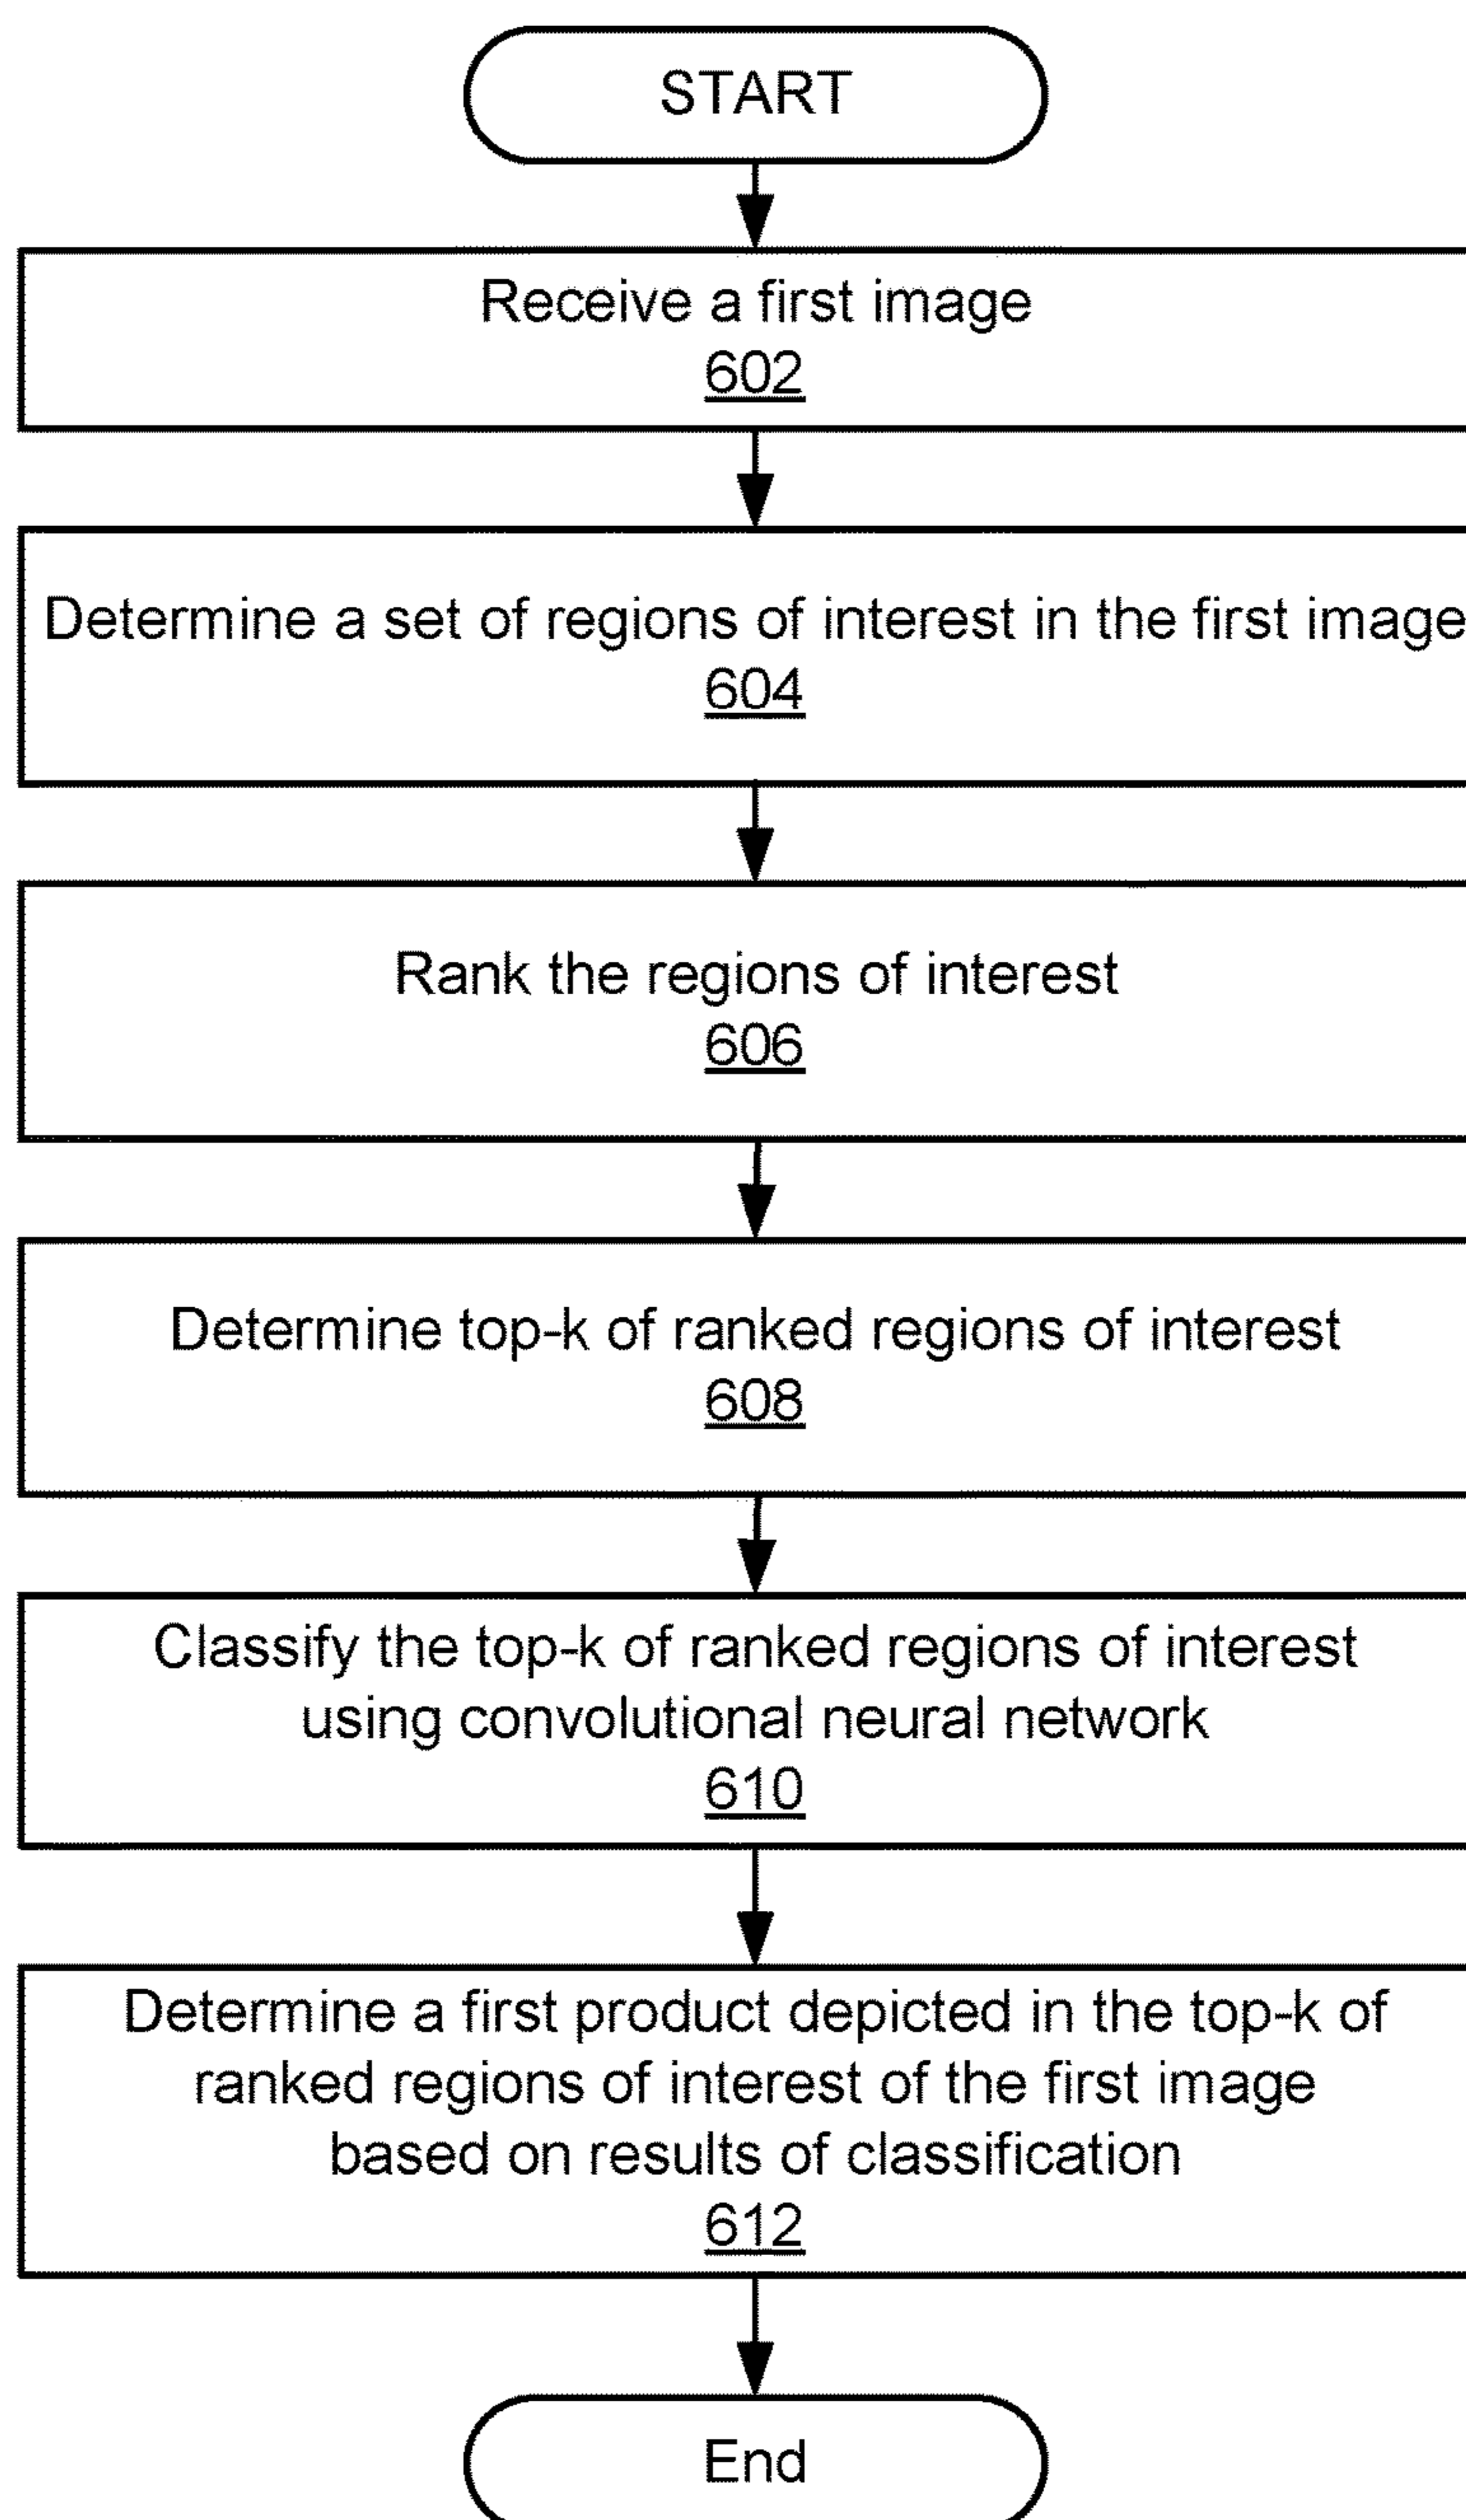 START
Receive a first image
602
Determine a set of regions of interest in the first image
604
Rank the regions of interest
606
Determine top-k of ranked regions of interest
608
Classify the top-k of ranked regions of interest
using convolutional neural network
610
Determine a first product depicted in the top-k of
ranked regions of interest of the first image
based on results of classification
612
End